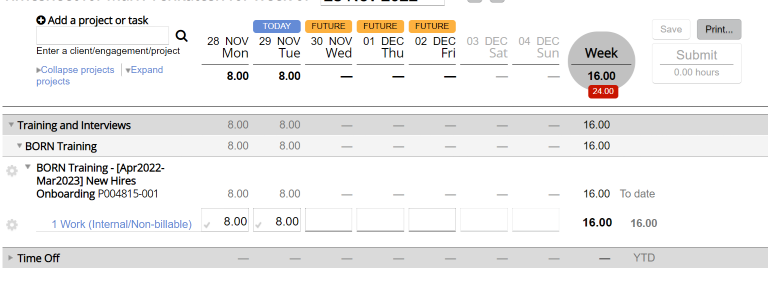 Add a project or task
Enter a client/engagement/project
Collapse projects | Expand projects
TODAY FUTURE FUTURE FUTURE
28 NOV 29 NOV 30 NOV 01 DEC 02 DEC 03 DEC 04 DEC
Mon Tue Wed Thu Fri Sat Sun Week
8.00 8.00 — — — 16.00
24.00
Save Print...
Submit
0.00 hours
Training and Interviews 8.00 8.00 — — — — — 16.00
BORN Training 8.00 8.00 — — — — — 16.00
BORN Training - [Apr2022-
Mar2023] New Hires
Onboarding P004815-001 8.00 8.00 — — — — — 16.00 To date
1 Work (Internal/Non-billable) 8.00 8.00 16.00 16.00
Time Off — — — — — — — — YTD